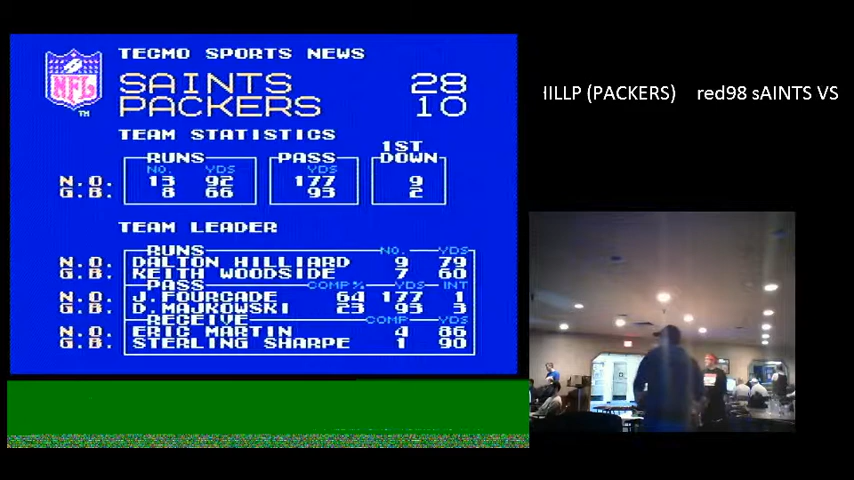 TECMO SPORTS NEWS
NFL
TM
SAINTS 28
PACKERS 10
TEAM STATISTICS
RUNS PASS 1ST DOWN
NO. YDS
N.O. 13 92 177 9
G.B. 8 66 93 2
TEAM LEADER
RUNS NO. YDS
N.O. DALTON HILLIARD 9 79
G.B. KEITH WOODSIDE 7 60
PASS COMP% YDS INT
N.O. J.FOURCADE 64 177 1
G.B. D.MAJKOWSKI 23 93 3
RECEIVE COMP YDS
N.O. ERIC MARTIN 4 86
G.B. STERLING SHARPE 1 90
HILLP (PACKERS) red98 sAINTS VS